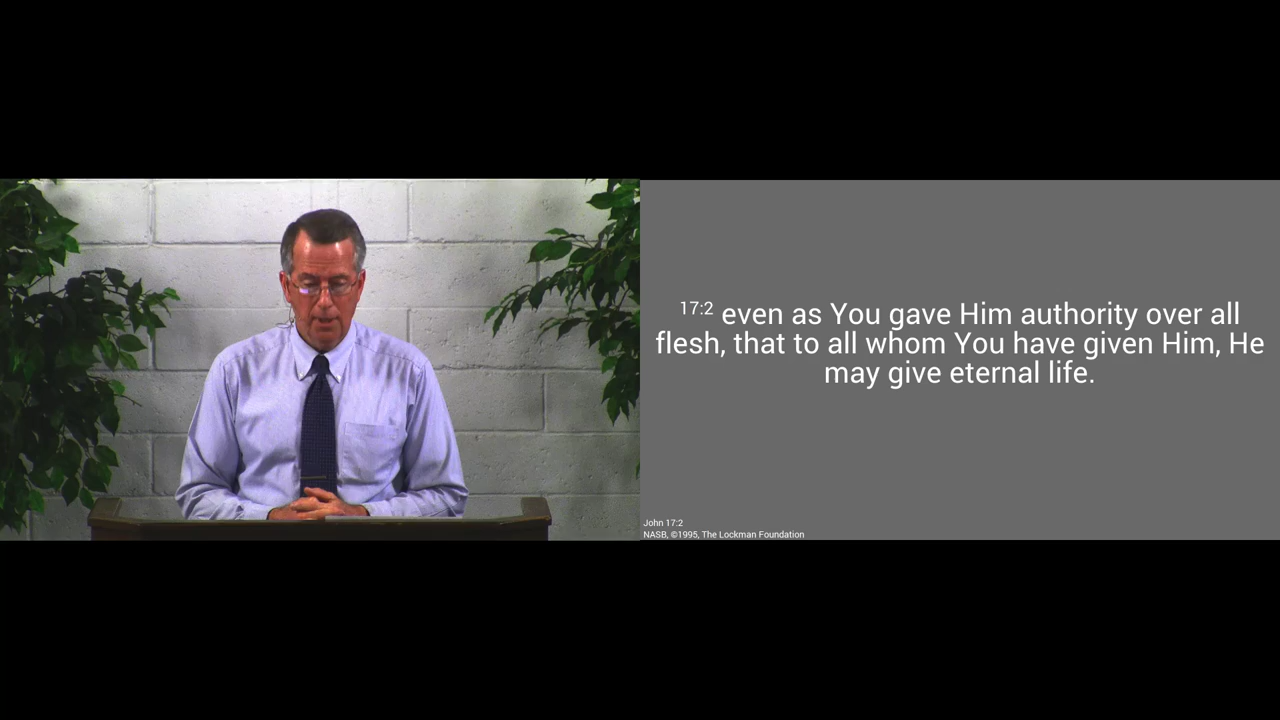 17:2 even as You gave Him authority over all
flesh, that to all whom You have given Him, He
may give eternal life.
John 17:2
NASB, ©1995, The Lockman Foundation